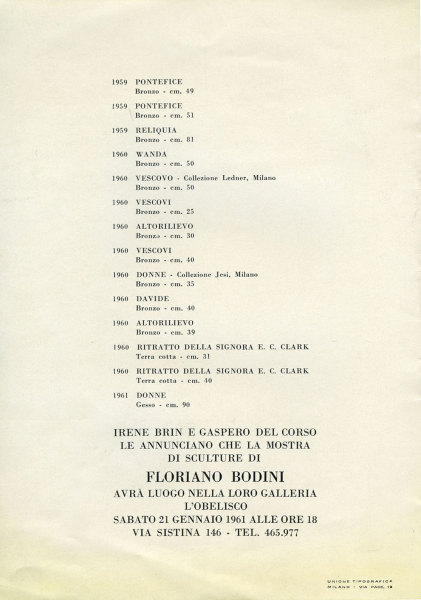 1959 PONTEFICE
Bronzo - cm. 49
1959 PONTEFICE
Bronzo - cm. 51
1959 RELIQUIA
Bronzo - cm. 81
1960 WANDA
Bronzo - cm. 50
1960 VESCOVO - Collezione Ledner, Milano
Bronzo - cm. 50
1960 VESCOVI
Bronzo - cm. 25
1960 ALTORILIEVO
Bronzo - cm. 30
1960 VESCOVI
Bronzo - cm. 40
1960 DONNE - Collezione Jesi, Milano
Bronzo - cm. 35
1960 DAVIDE
Bronzo - cm. 40
1960 ALTORILIEVO
Bronzo - cm. 39
1960 RITRATTO DELLA SIGNORA E. C. CLARK
Terra cotta - cm. 31
1960 RITRATTO DELLA SIGNORA E. C. CLARK
Terra cotta - cm. 40
1961 DONNE
Gesso - cm. 90
IRENE BRIN E GASPERO DEL CORSO
LE ANNUNCIANO CHE LA MOSTRA
DI SCULTURE DI
FLORIANO BODINI
AVRÀ LUOGO NELLA LORO GALLERIA
L'OBELISCO
SABATO 21 GENNAIO 1961 ALLE ORE 18
VIA SISTINA 146 - TEL. 465.977
UNIONE TIPOGRAFICA
MILANO - VIA PACE, 19